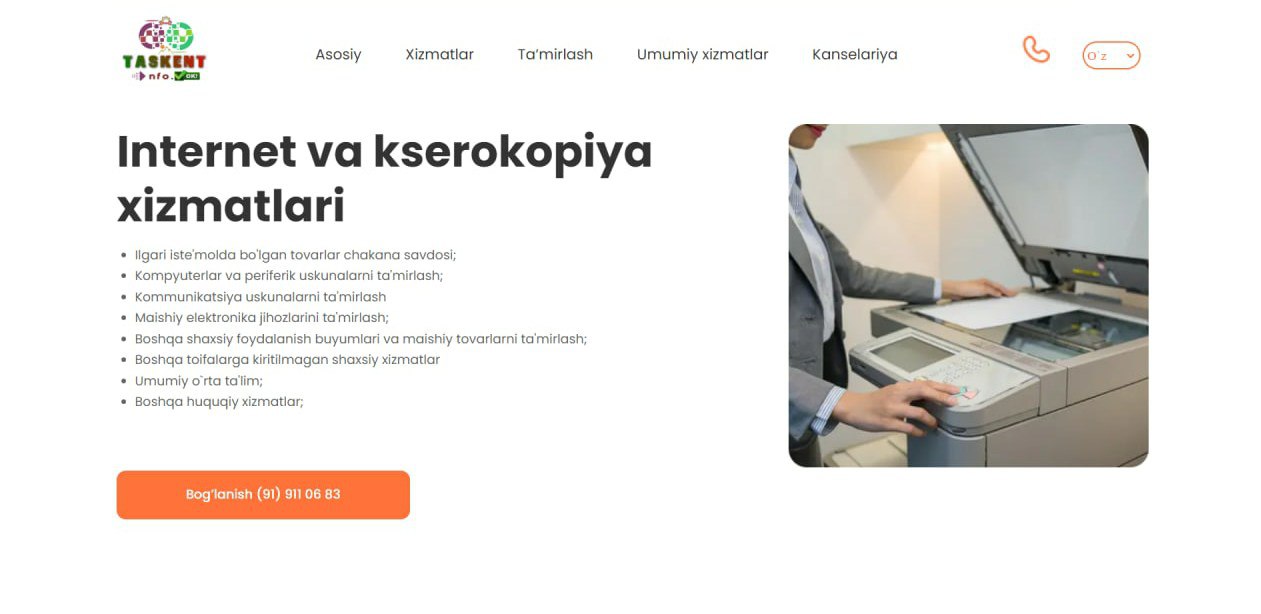 TASKENT
nfo.OK!
Asosiy
Xizmatlar
Ta’mirlash
Umumiy xizmatlar
Kanselariya
O`z
Internet va kserokopiya
xizmatlari
Ilgari iste'molda bo'lgan tovarlar chakana savdosi;
Kompyuterlar va periferik uskunalarni ta'mirlash;
Kommunikatsiya uskunalarni ta'mirlash
Maishiy elektronika jihozlarini ta'mirlash;
Boshqa shaxsiy foydalanish buyumlari va maishiy tovarlarni ta'mirlash;
Boshqa toifalarga kiritilmagan shaxsiy xizmatlar
Umumiy o`rta ta'lim;
Boshqa huquqiy xizmatlar;
Bog’lanish (91) 911 06 83